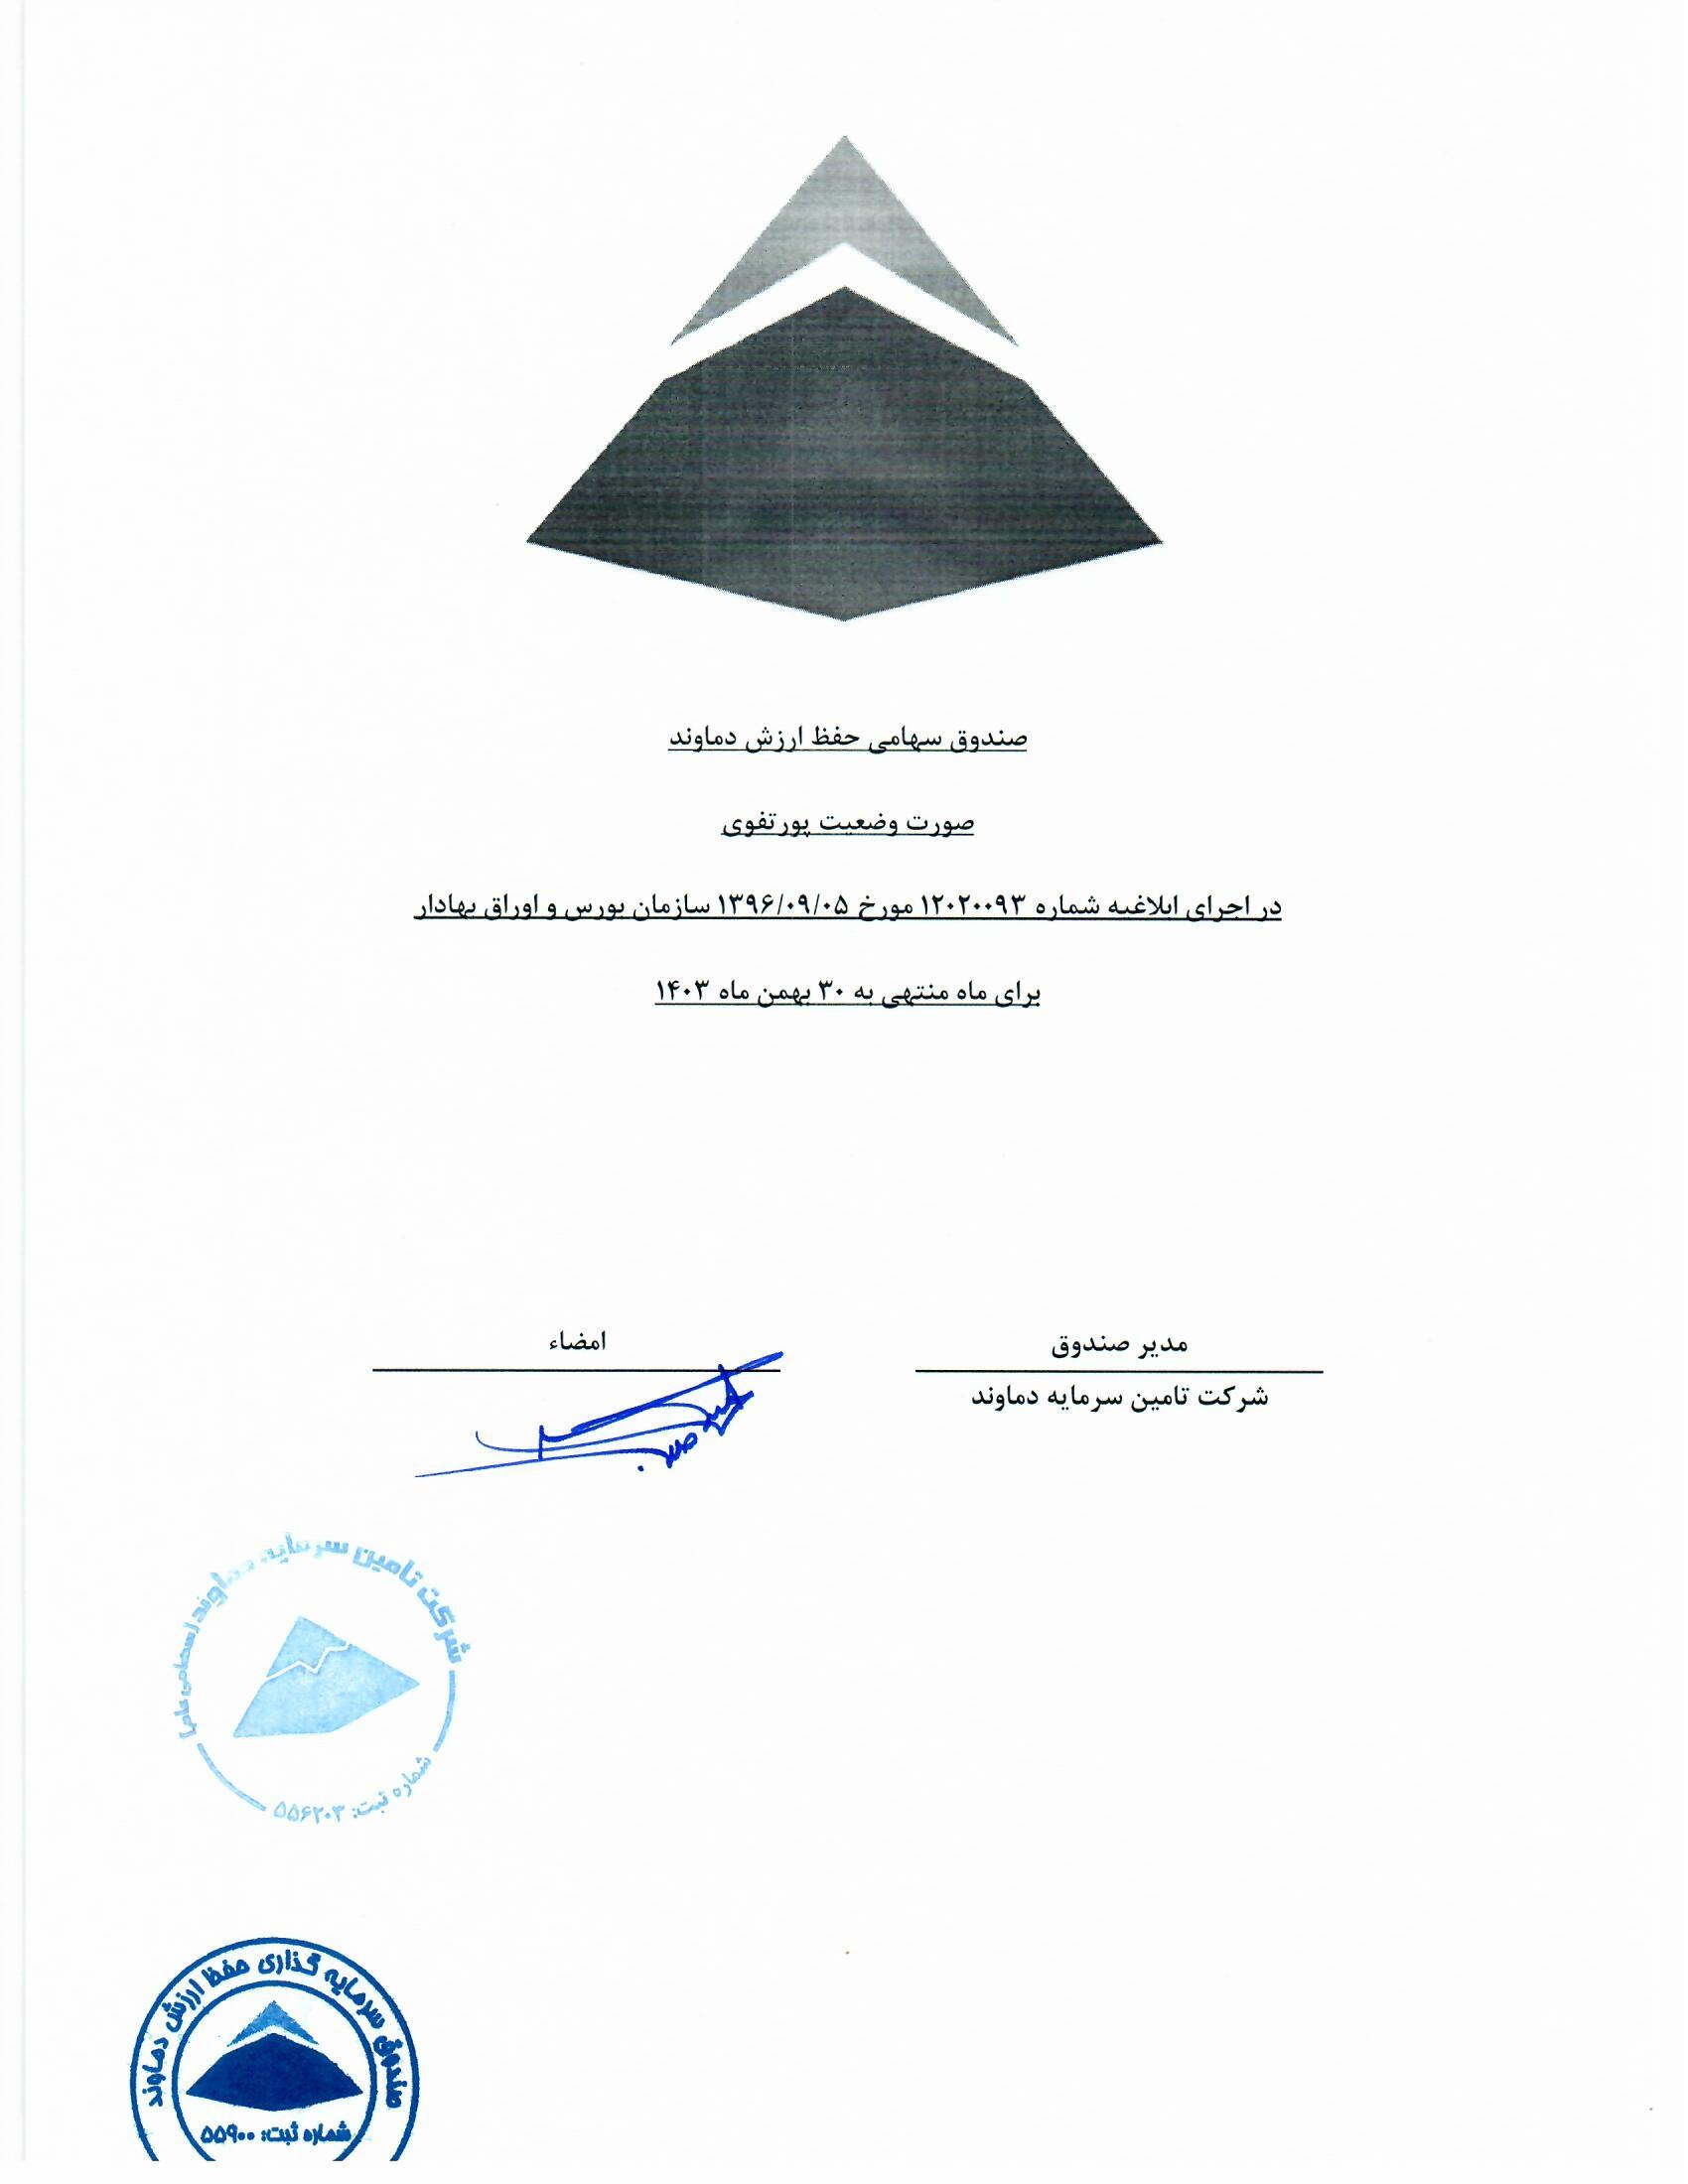 صندوق سهامی حفظ ارزش دماوند
صورت وضعیت پورتفوی
در اجرای ابلاغیه شماره ۱۲۰۲۰۰۹۳ مورخ ۱۳۹۶/۰۹/۰۵ سازمان بورس و اوراق بهادار
برای ماه منتهی به ۳۰ بهمن ماه ۱۴۰۳
مدیر صندوق
امضاء
شرکت تامین سرمایه دماوند
شرکت تامین سرمایه دماوند (سهامی عام)
شماره ثبت: ۵۵۶۲۰۳
صندوق سرمایه گذاری حفظ ارزش دماوند
شماره ثبت: ۵۵۹۰۰